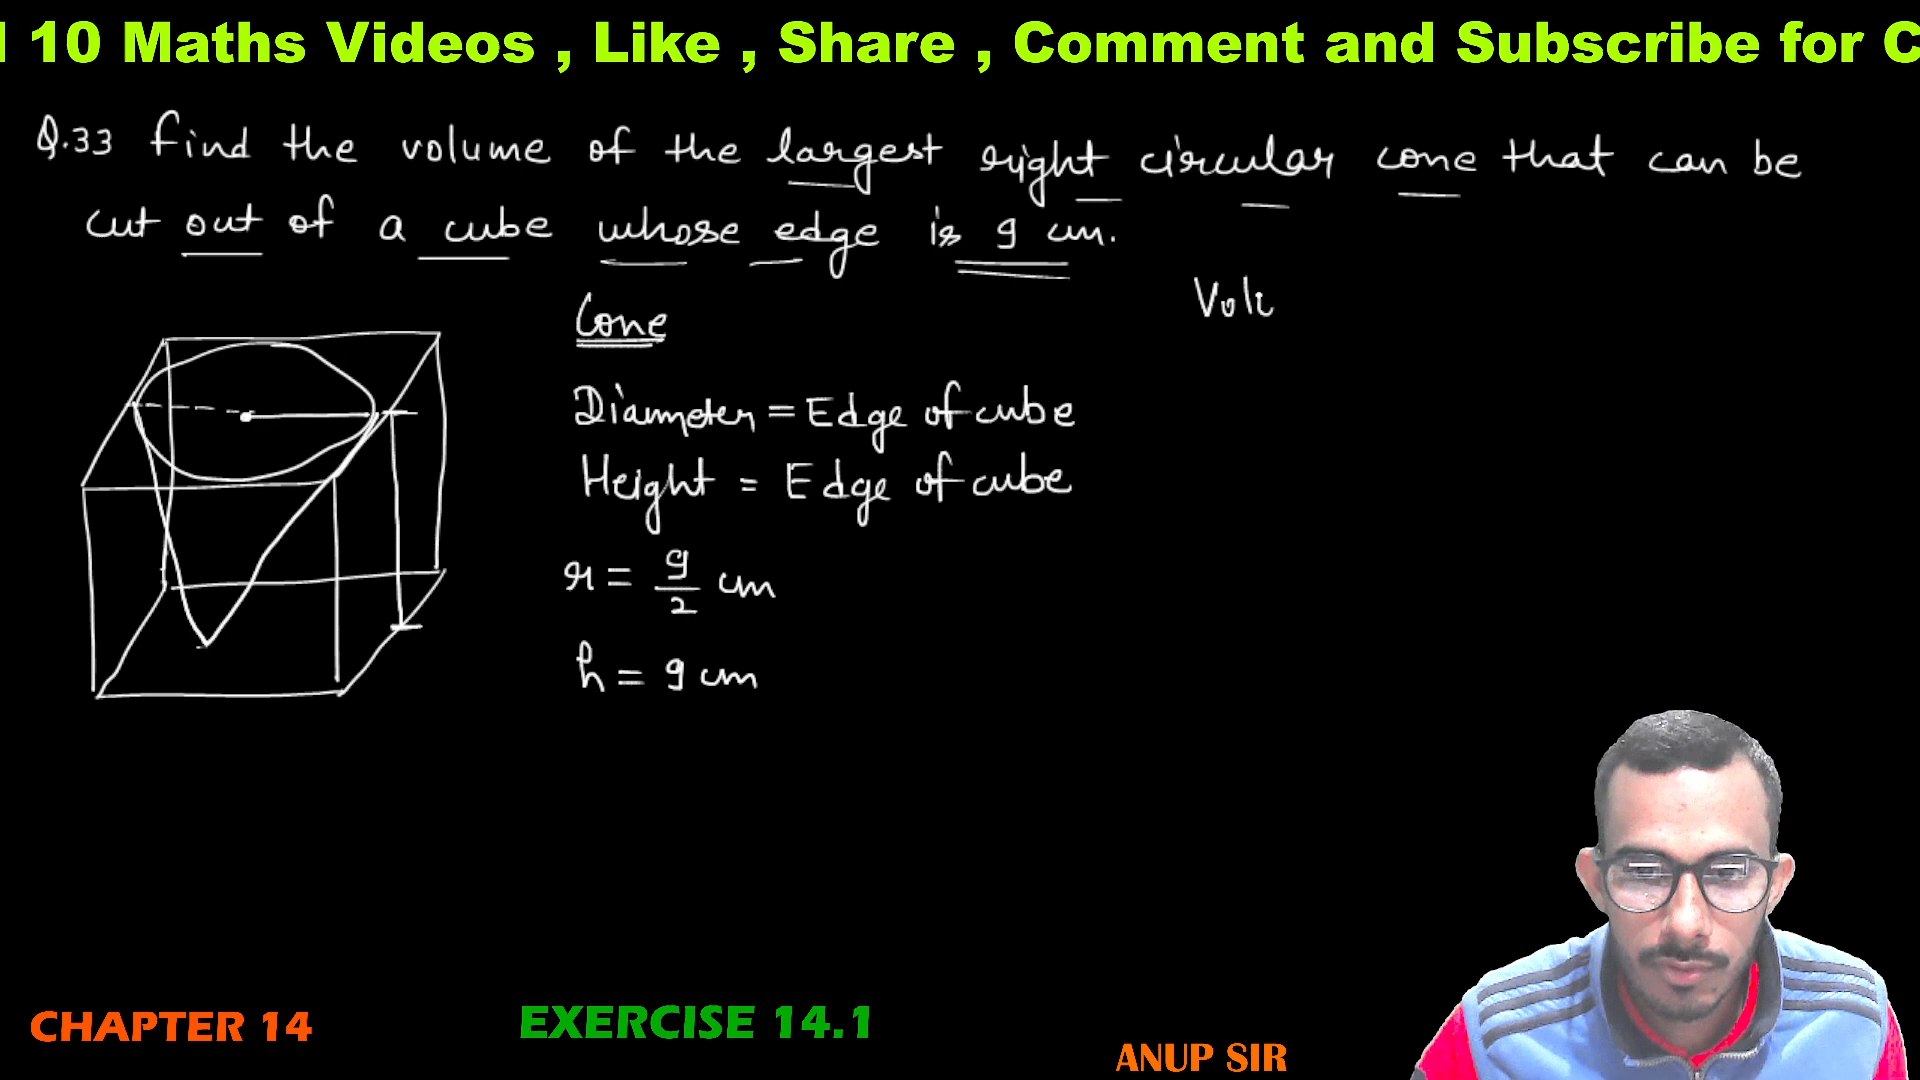 10 Maths Videos , Like , Share , Comment and Subscribe for C
Q.33 Find the volume of the largest right circular cone that can be
cut out of a cube whose edge is 9 cm.
Volu
Cone
Diameter = Edge of cube
Height = Edge of cube
r = 9/2 cm
h = 9 cm
CHAPTER 14
EXERCISE 14.1
ANUP SIR